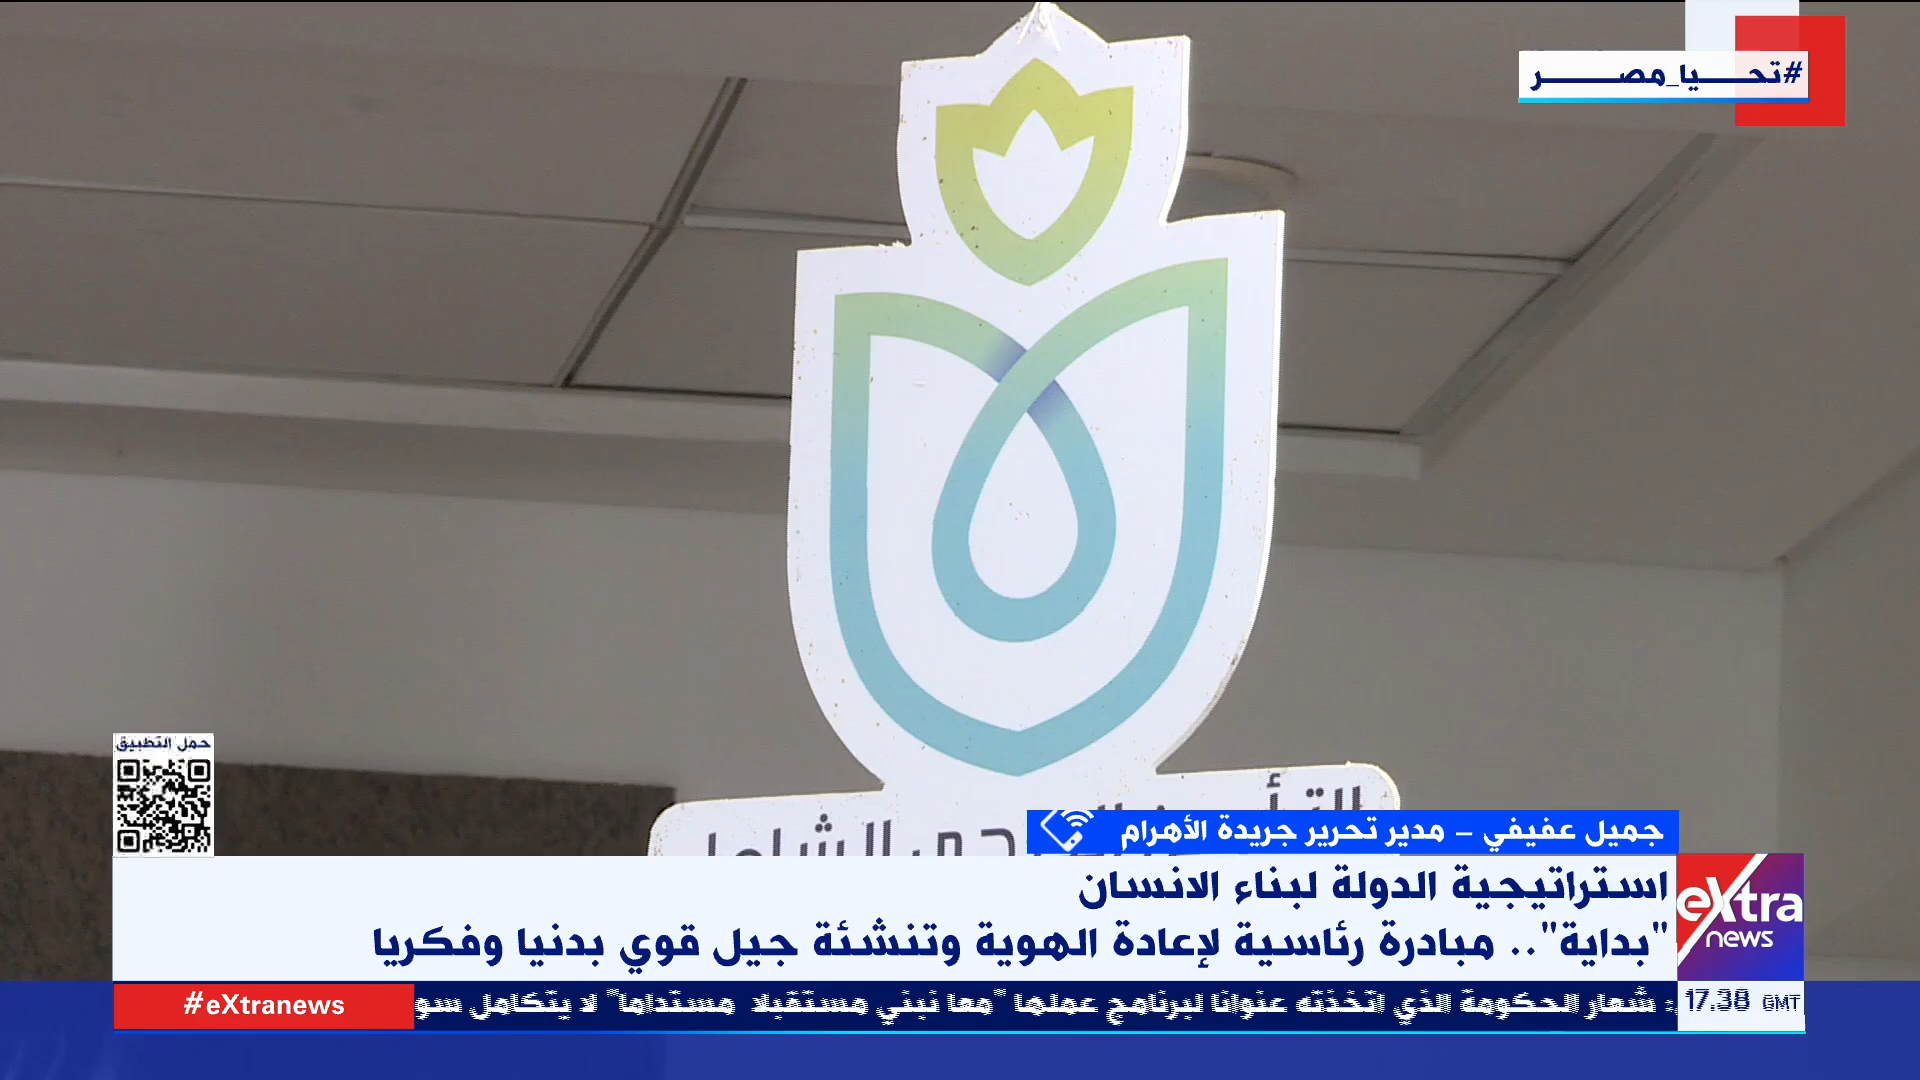 #تحـــــيا_مصـــــــر
حمل التطبيق
الشامل
جميل عفيفي - مدير تحرير جريدة الأهرام
استراتيجية الدولة لبناء الانسان
"بداية".. مبادرة رئاسية لإعادة الهوية وتنشئة جيل قوي بدنيا وفكريا
eXtra news
#eXtranews
: شعار الحكومة الذي اتخذته عنوانا لبرنامج عملها "معا نبني مستقبلا مستداما" لا يتكامل سو
17.38 GMT